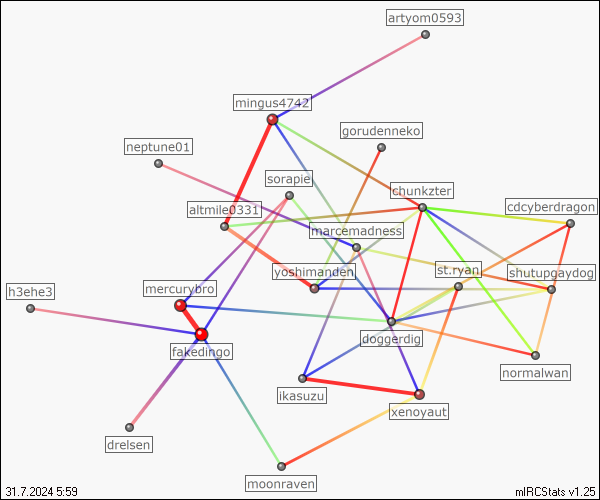 artyom0593
mingus4742
gorudenneko
neptune01
sorapie
chunkzter
altmile0331
cdcyberdragon
marcemadness
yoshimanden
st.ryan
shutupgaydog
mercurybro
h3ehe3
doggerdig
fakedingo
normalwan
ikasuzu
xenoyaut
drelsen
moonraven
31.7.2024 5:59
mIRCStats v1.25